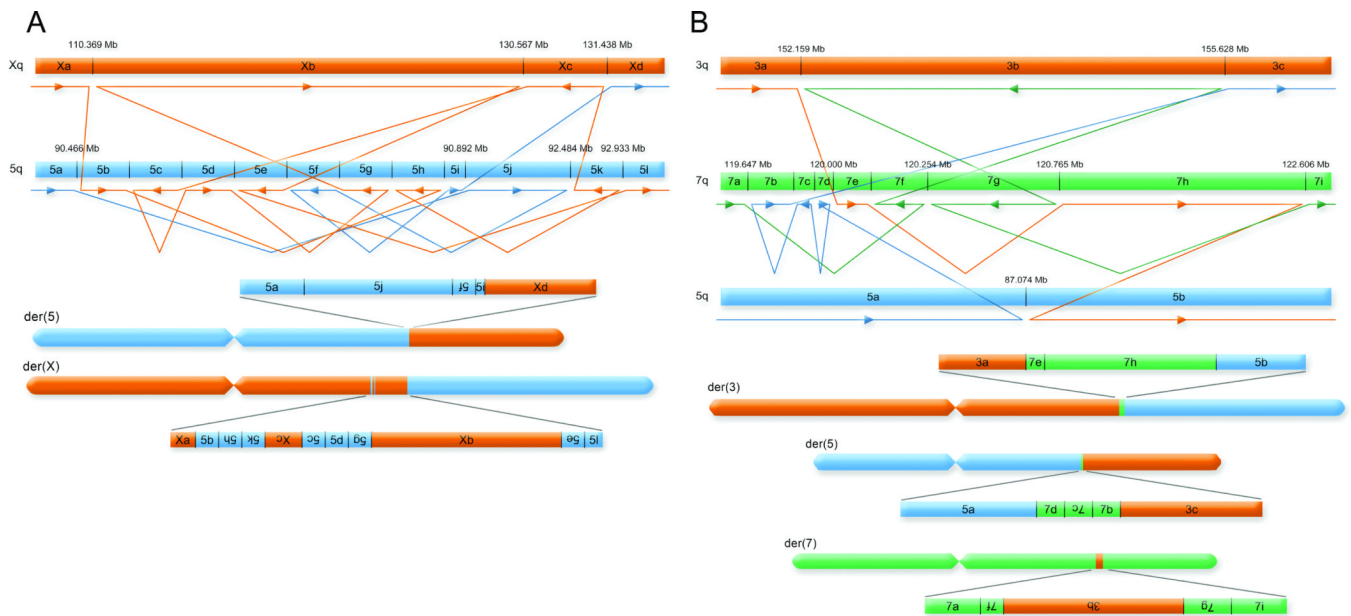 A
110.369 Mb 130.567 Mb 131.438 Mb
Xq Xa Xb Xc Xd
90.466 Mb 90.892 Mb 92.484 Mb 92.933 Mb
5q 5a 5b 5c 5d 5e 5f 5g 5h 5i 5j 5k 5l
5a 5j 5f 5i Xd
der(5)
der(X)
Xa 5b 5h 5k Xc 5c 5d 5g Xb 5e 5l
B
152.159 Mb 155.628 Mb
3q 3a 3b 3c
119.647 Mb 120.000 Mb 120.254 Mb 120.765 Mb 122.606 Mb
7q 7a 7b 7c 7d 7e 7f 7g 7h 7i
87.074 Mb
5q 5a 5b
3a 7e 7h 5b
der(3)
der(5)
5a 7d 7c 7b 3c
der(7)
7a 7f 3b 7g 7i